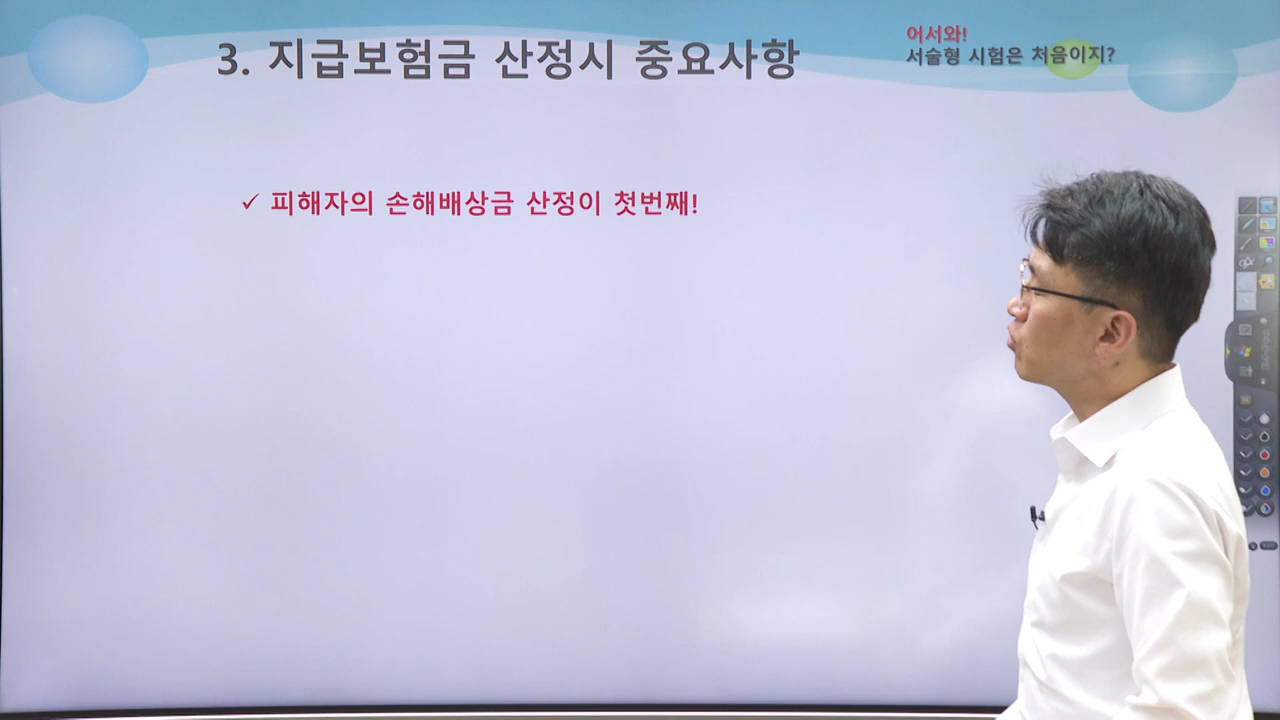 3. 지급보험금 산정시 중요사항
어서와!
서술형 시험은 처음이지?
✓ 피해자의 손해배상금 산정이 첫번째!